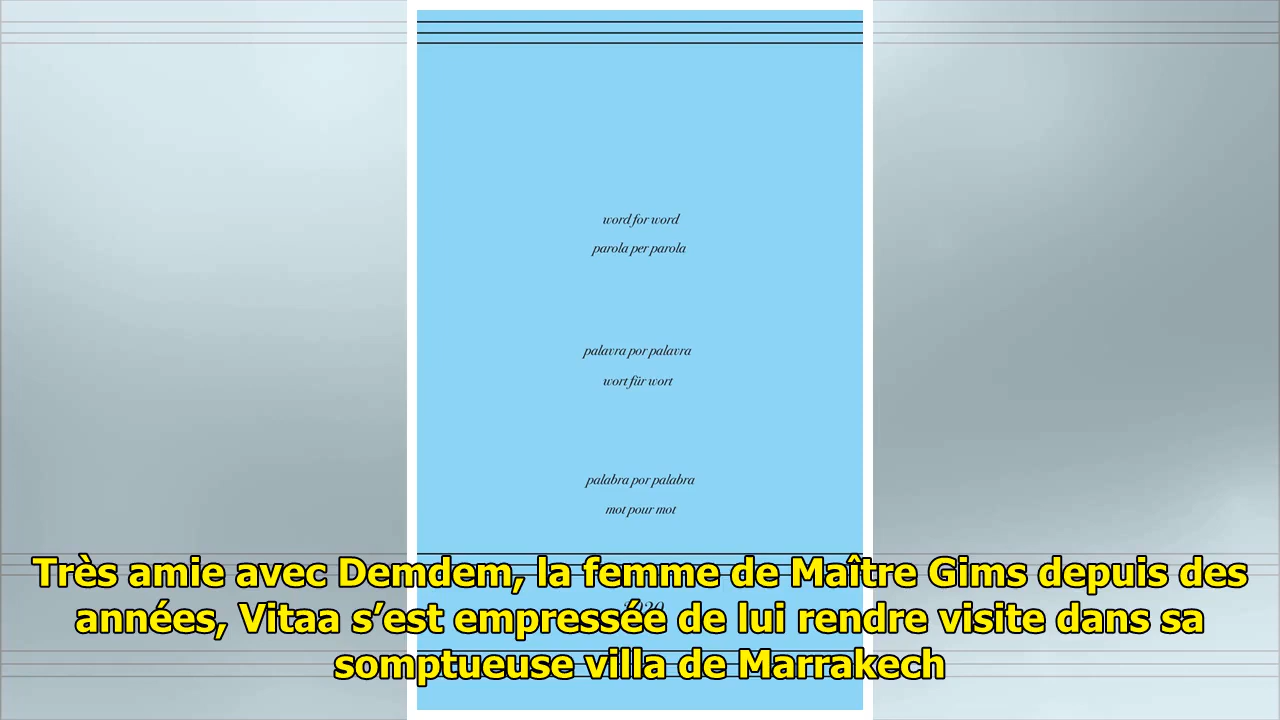 word for word
parola per parola
palavra por palavra
wort für wort
palabra por palabra
mot pour mot
2020
Très amie avec Demdem, la femme de Maître Gims depuis des
années, Vitaa s’est empressée de lui rendre visite dans sa
somptueuse villa de Marrakech